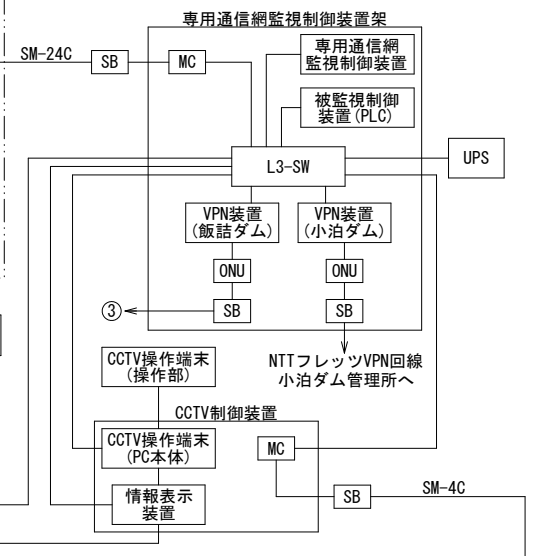 専用通信網監視制御装置架
SM-24C
SB
MC
専用通信網
監視制御装置
被監視制御
装置(PLC)
L3-SW
UPS
VPN装置
(飯詰ダム)
VPN装置
(小泊ダム)
ONU
ONU
③
SB
SB
NTTフレッツVPN回線
小泊ダム管理所へ
CCTV操作端末
(操作部)
CCTV制御装置
CCTV操作端末
(PC本体)
MC
情報表示
装置
SB
SM-4C